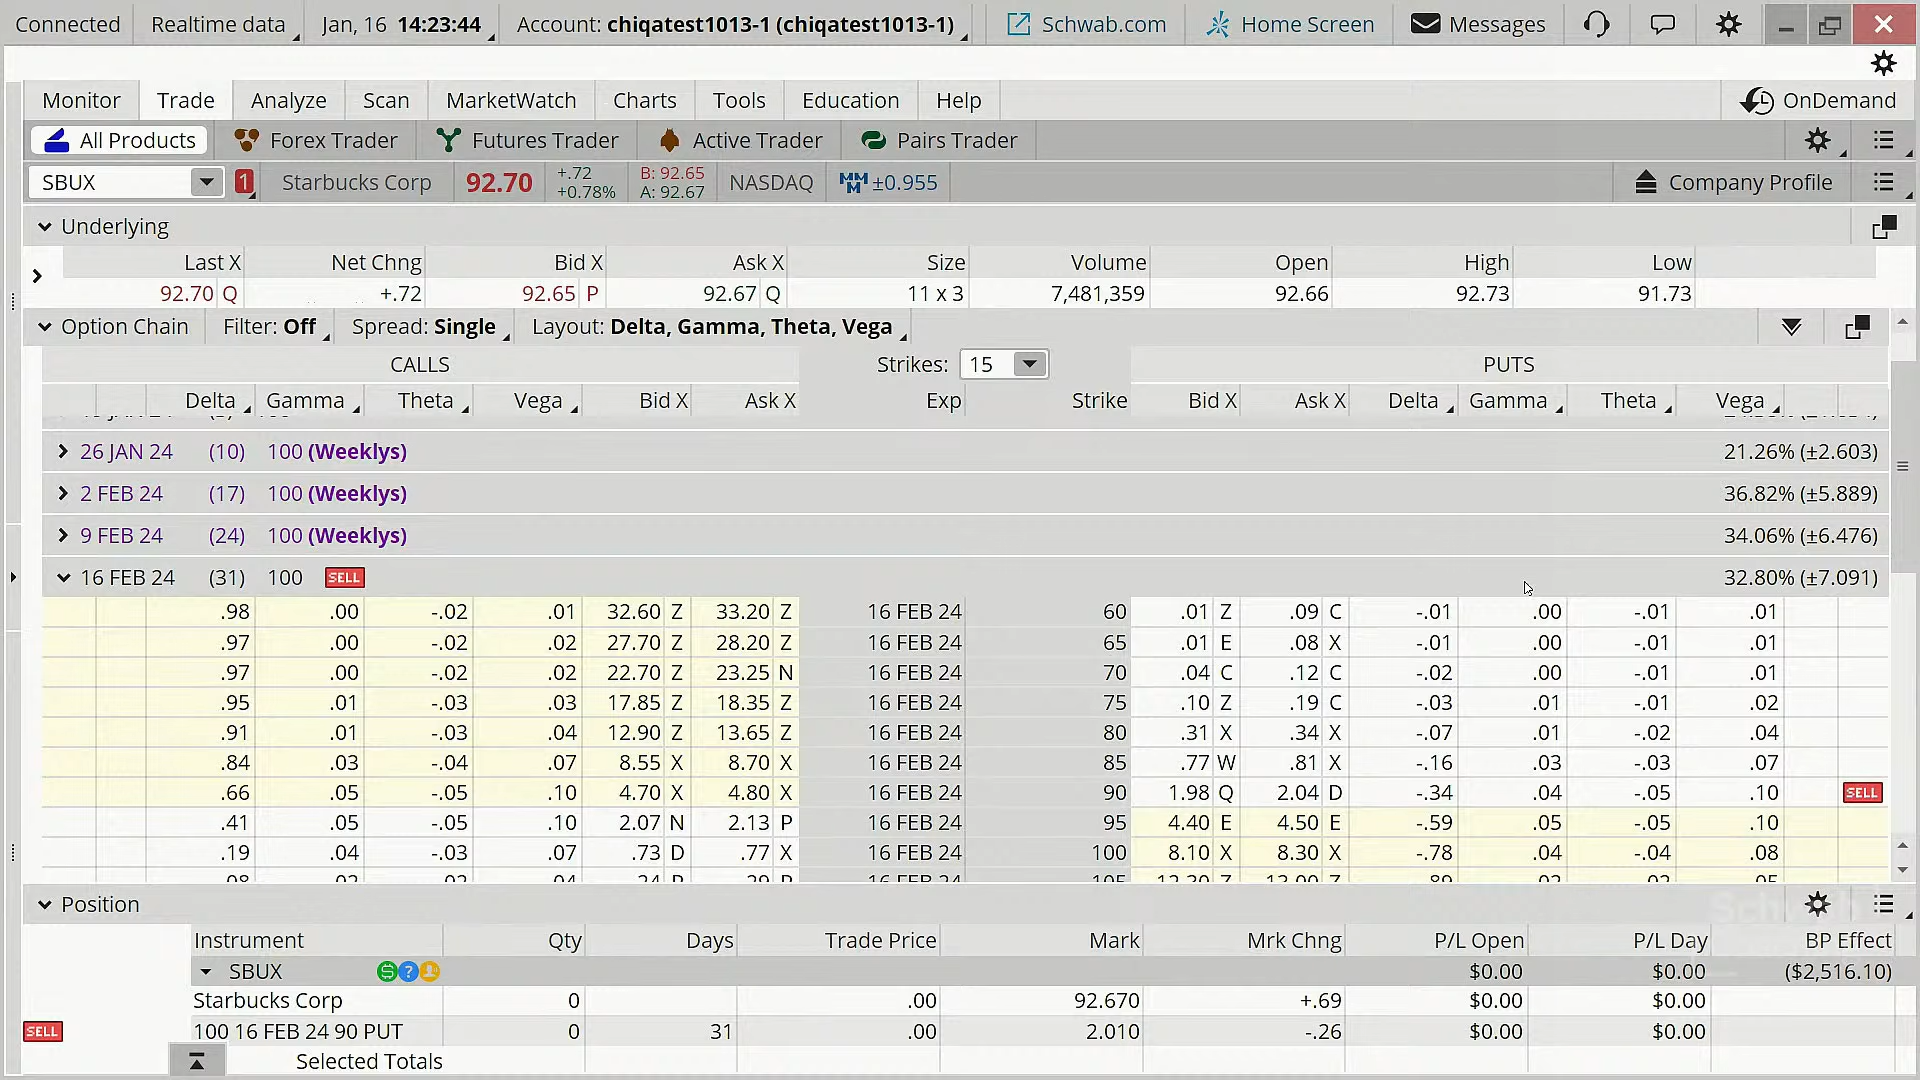 Connected Realtime data Jan, 16 14:23:44 Account: chiqatest1013-1 (chiqatest1013-1) Schwab.com Home Screen Messages
Monitor Trade Analyze Scan MarketWatch Charts Tools Education Help OnDemand
All Products Forex Trader Futures Trader Active Trader Pairs Trader
SBUX 1 Starbucks Corp 92.70 +.72 +0.78% B: 92.65 A: 92.67 NASDAQ MMM ±0.955 Company Profile
Underlying
Last X Net Chng Bid X Ask X Size Volume Open High Low
92.70 Q +.72 92.65 P 92.67 Q 11 x 3 7,481,359 92.66 92.73 91.73
Option Chain Filter: Off Spread: Single Layout: Delta, Gamma, Theta, Vega
CALLS Strikes: 15 PUTS
Delta Gamma Theta Vega Bid X Ask X Exp Strike Bid X Ask X Delta Gamma Theta Vega
26 JAN 24 (10) 100 (Weeklys) 21.26% (±2.603)
2 FEB 24 (17) 100 (Weeklys) 36.82% (±5.889)
9 FEB 24 (24) 100 (Weeklys) 34.06% (±6.476)
16 FEB 24 (31) 100 SELL 32.80% (±7.091)
.98 .00 -.02 .01 32.60 Z 33.20 Z 16 FEB 24 60 .01 Z .09 C -.01 .00 -.01 .01
.97 .00 -.02 .02 27.70 Z 28.20 Z 16 FEB 24 65 .01 E .08 X -.01 .00 -.01 .01
.97 .00 -.02 .02 22.70 Z 23.25 N 16 FEB 24 70 .04 C .12 C -.02 .00 -.01 .01
.95 .01 -.03 .03 17.85 Z 18.35 Z 16 FEB 24 75 .10 Z .19 C -.03 .01 -.01 .02
.91 .01 -.03 .04 12.90 Z 13.65 Z 16 FEB 24 80 .31 X .34 X -.07 .01 -.02 .04
.84 .03 -.04 .07 8.55 X 8.70 X 16 FEB 24 85 .77 W .81 X -.16 .03 -.03 .07
.66 .05 -.05 .10 4.70 X 4.80 X 16 FEB 24 90 1.98 Q 2.04 D -.34 .04 -.05 .10 SELL
.41 .05 -.05 .10 2.07 N 2.13 P 16 FEB 24 95 4.40 E 4.50 E -.59 .05 -.05 .10
.19 .04 -.03 .07 .73 D .77 X 16 FEB 24 100 8.10 X 8.30 X -.78 .04 -.04 .08
Position
Instrument Qty Days Trade Price Mark Mrk Chng P/L Open P/L Day BP Effect
SBUX $0.00 $0.00 ($2,516.10)
Starbucks Corp 0 .00 92.670 +.69 $0.00 $0.00
SELL 100 16 FEB 24 90 PUT 0 31 .00 2.010 -.26 $0.00 $0.00
Selected Totals